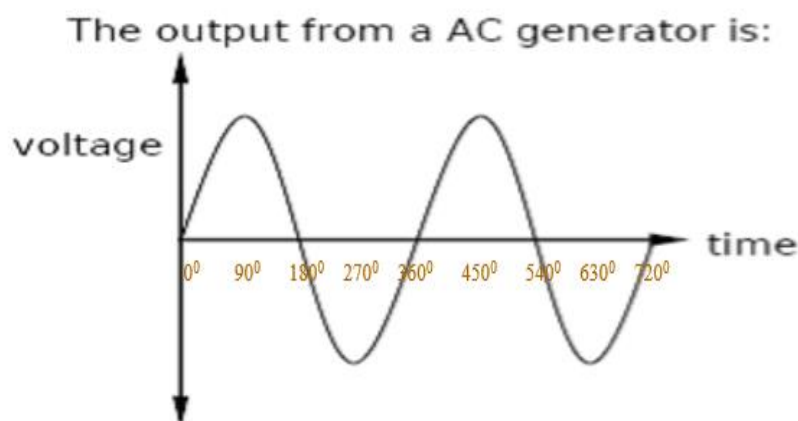 The output from a AC generator is:
voltage
time
0⁰ 90⁰ 180⁰ 270⁰ 360⁰ 450⁰ 540⁰ 630⁰ 720⁰